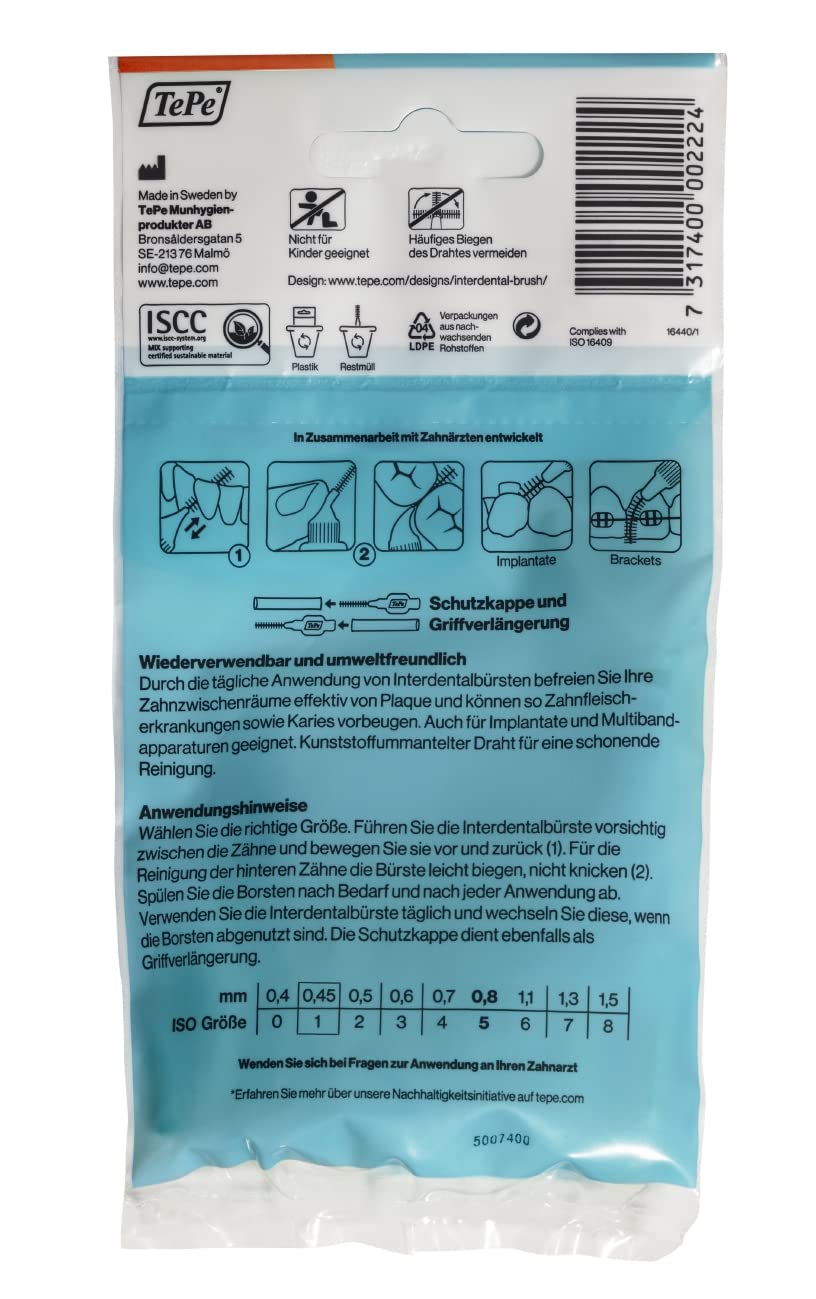 TePe®
Made in Sweden by
TePe Munhygien-
produkter AB
Bronsåldersgatan 5
SE-213 76 Malmö
info@tepe.com
www.tepe.com
Nicht für
Kinder geeignet
Häufiges Biegen
des Drahtes vermeiden
Design: www.tepe.com/designs/interdental-brush/
7 317400 002224
ISCC
www.iscc-system.org
MIX supporting
certified sustainable material
Plastik
Restmüll
04
LDPE
Verpackungen
aus nach-
wachsenden
Rohstoffen
Complies with
ISO 16409
16440/1
In Zusammenarbeit mit Zahnärzten entwickelt
1
2
Implantate
Brackets
TePe
Schutzkappe und
TePe
Griffverlängerung
Wiederverwendbar und umweltfreundlich
Durch die tägliche Anwendung von Interdentalbürsten befreien Sie Ihre
Zahnzwischenräume effektiv von Plaque und können so Zahnfleisch-
erkrankungen sowie Karies vorbeugen. Auch für Implantate und Multiband-
apparaturen geeignet. Kunststoffummantelter Draht für eine schonende
Reinigung.
Anwendungshinweise
Wählen Sie die richtige Größe. Führen Sie die Interdentalbürste vorsichtig
zwischen die Zähne und bewegen Sie sie vor und zurück (1). Für die
Reinigung der hinteren Zähne die Bürste leicht biegen, nicht knicken (2).
Spülen Sie die Borsten nach Bedarf und nach jeder Anwendung ab.
Verwenden Sie die Interdentalbürste täglich und wechseln Sie diese, wenn
die Borsten abgenutzt sind. Die Schutzkappe dient ebenfalls als
Griffverlängerung.
mm 0,4 0,45 0,5 0,6 0,7 0,8 1,1 1,3 1,5
ISO Größe 0 1 2 3 4 5 6 7 8
Wenden Sie sich bei Fragen zur Anwendung an Ihren Zahnarzt
*Erfahren Sie mehr über unsere Nachhaltigkeitsinitiative auf tepe.com
5007400